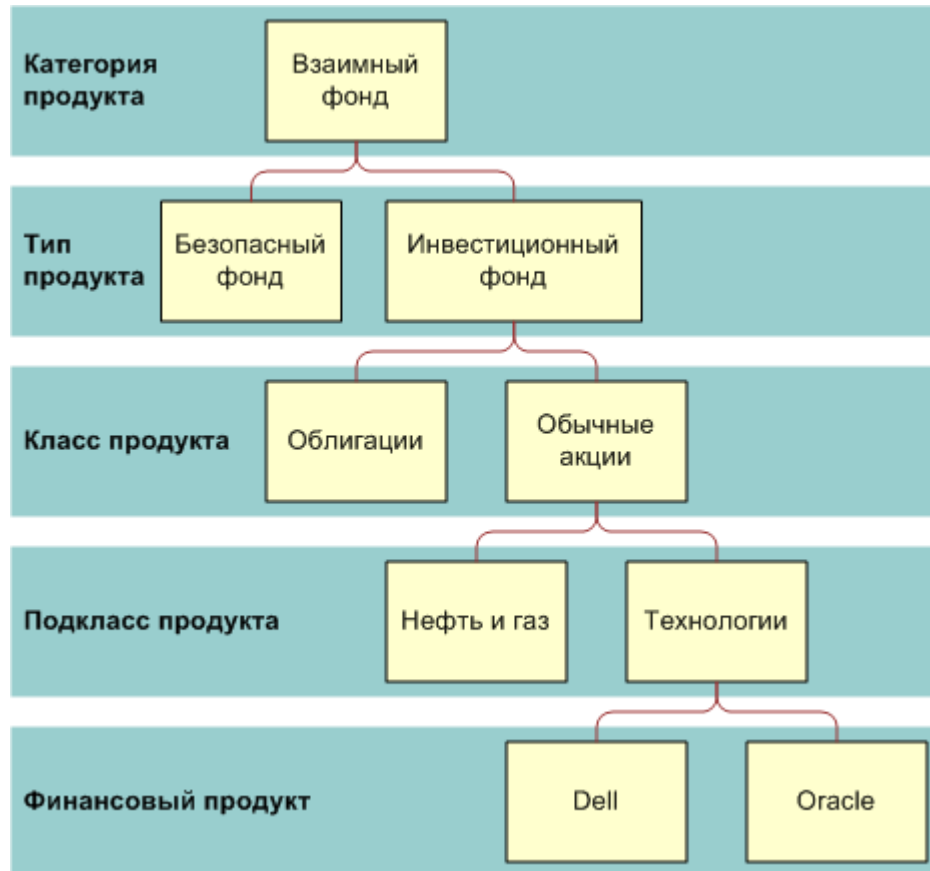 Категория
продукта
Взаимный
фонд
Тип
продукта
Безопасный
фонд
Инвестиционный
фонд
Класс продукта
Облигации
Обычные
акции
Подкласс продукта
Нефть и газ
Технологии
Финансовый продукт
Dell
Oracle